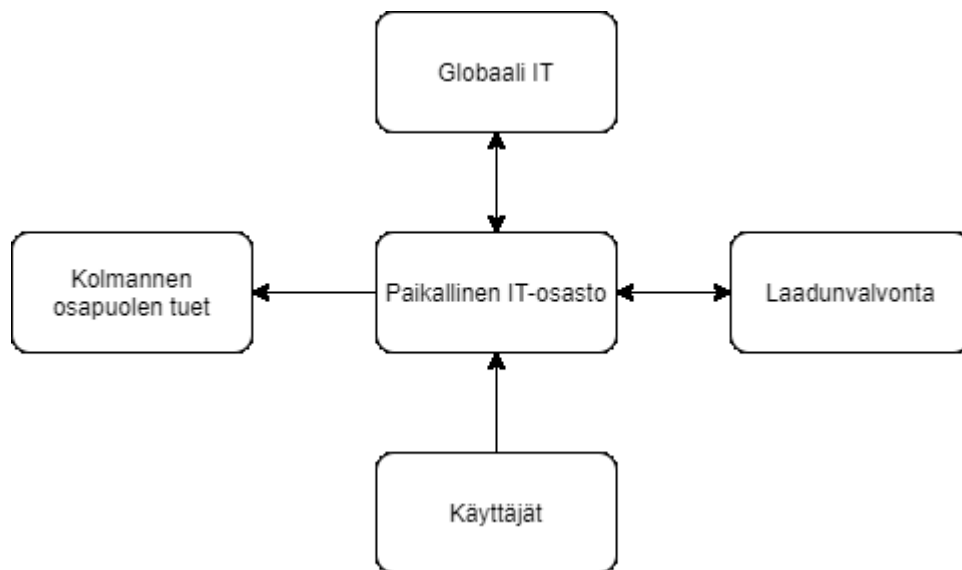 Globaali IT
Kolmannen
osapuolen tuet
Paikallinen IT-osasto
Laadunvalvonta
Käyttäjät